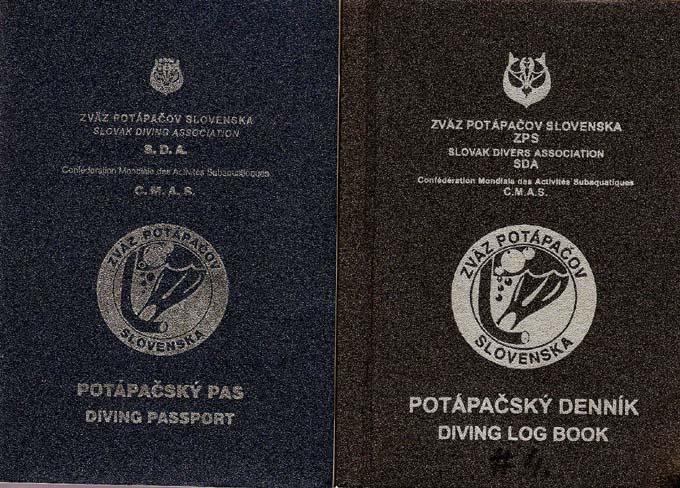 ZVÄZ POTÁPAČOV SLOVENSKA
SLOVAK DIVING ASSOCIATION
S. D. A.
Confédération Mondiale des Activités Subaquatiques
C. M. A. S.
ZVÄZ POTÁPAČOV
SLOVENSKA
POTÁPAČSKÝ PAS
DIVING PASSPORT
ZVÄZ POTÁPAČOV SLOVENSKA
ZPS
SLOVAK DIVERS ASSOCIATION
SDA
Confédération Mondiale des Activités Subaquatiques
C.M.A.S.
ZVÄZ POTÁPAČOV
SLOVENSKA
POTÁPAČSKÝ DENNÍK
DIVING LOG BOOK